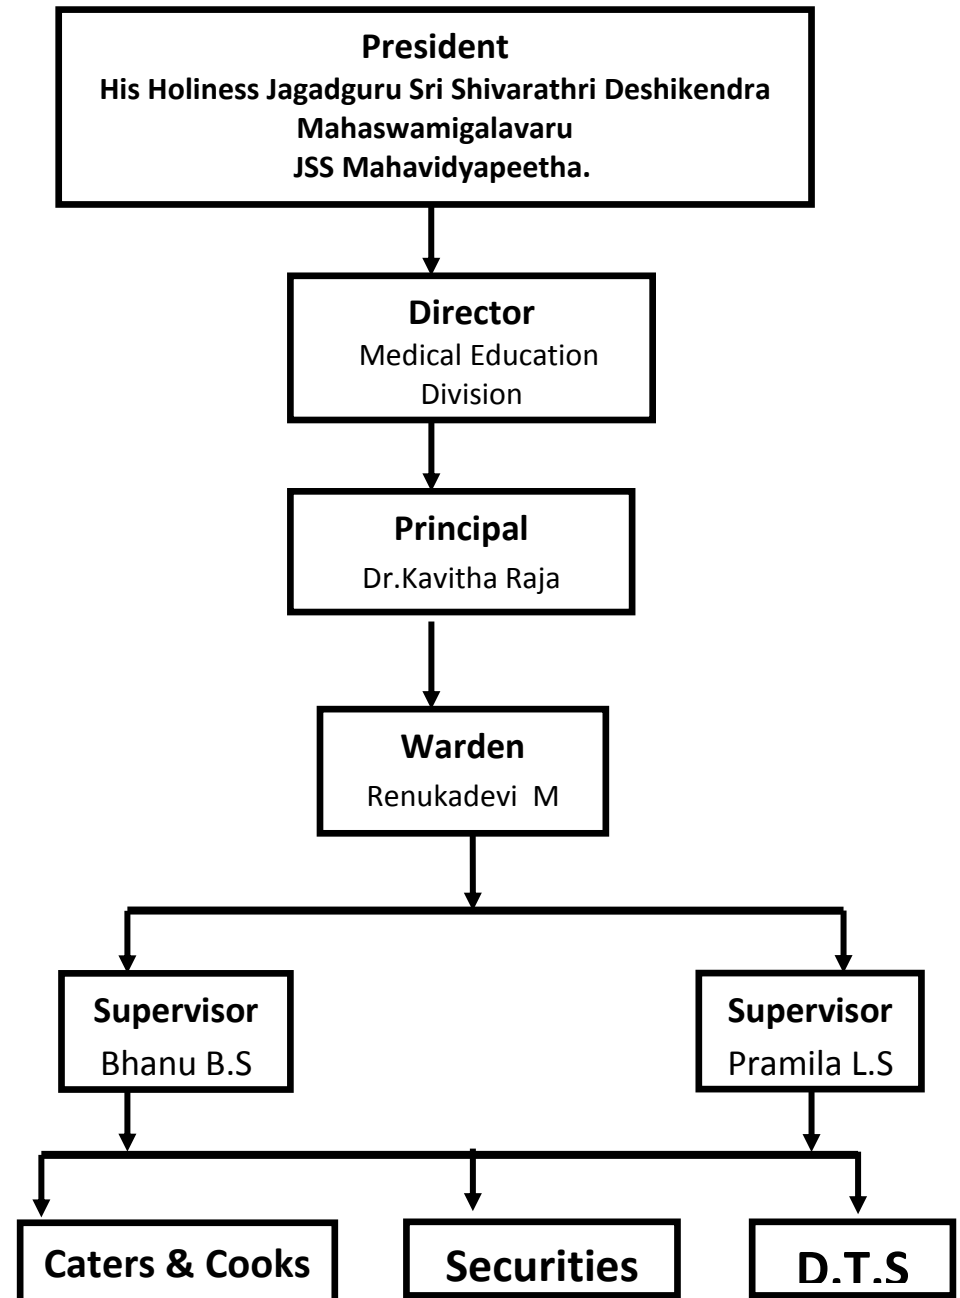 President
His Holiness Jagadguru Sri Shivarathri Deshikendra
Mahaswamigalavaru
JSS Mahavidyapeetha.
Director
Medical Education
Division
Principal
Dr.Kavitha Raja
Warden
Renukadevi  M
Supervisor
Bhanu B.S
Supervisor
Pramila L.S
Caters & Cooks
Securities
D.T.S